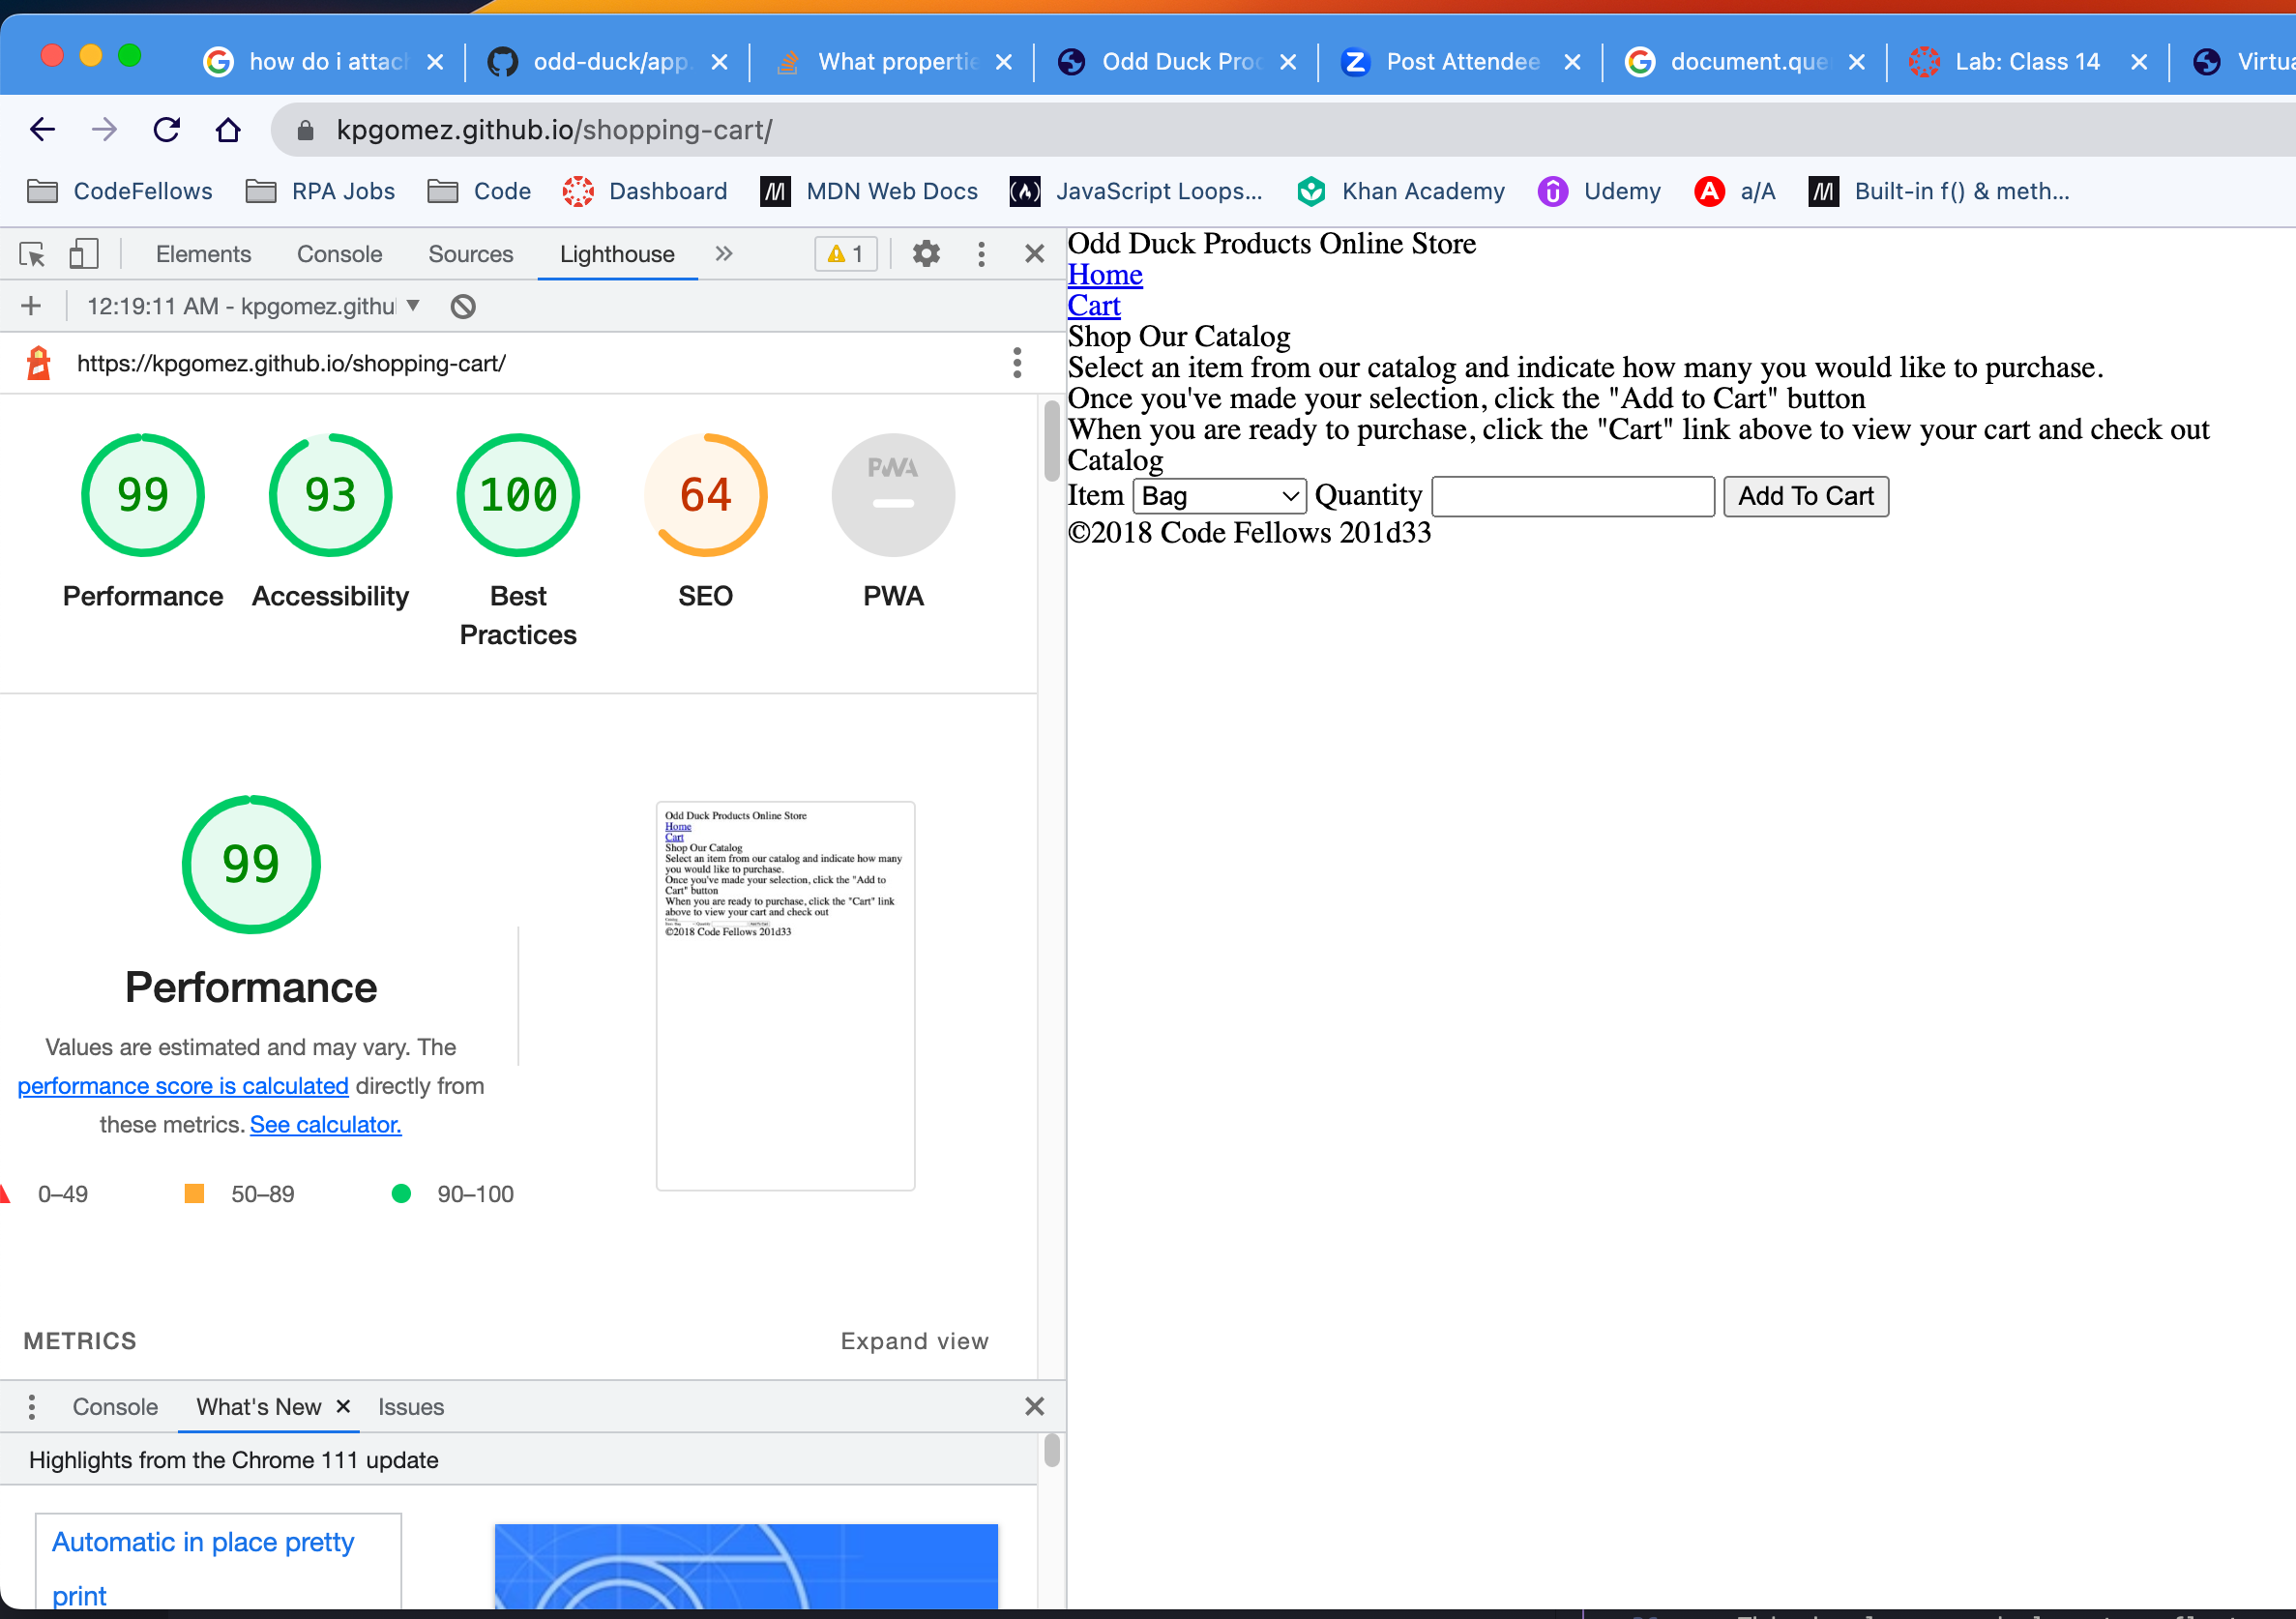 how do i attach
odd-duck/app.
What propertie
Odd Duck Proc
Post Attendee
document.que
Lab: Class 14
Virtua
kpgomez.github.io/shopping-cart/
CodeFellows
RPA Jobs
Code
Dashboard
MDN Web Docs
JavaScript Loops...
Khan Academy
Udemy
a/A
Built-in f() & meth...
Elements
Console
Sources
Lighthouse
1
12:19:11 AM - kpgomez.githu
https://kpgomez.github.io/shopping-cart/
99
93
100
64
PWA
Performance
Accessibility
Best
Practices
SEO
PWA
99
Performance
Values are estimated and may vary. The
performance score is calculated directly from
these metrics. See calculator.
0–49
50–89
90–100
Odd Duck Products Online Store
Home
Cart
Shop Our Catalog
Select an item from our catalog and indicate how many
you would like to purchase.
Once you've made your selection, click the "Add to
Cart" button
When you are ready to purchase, click the "Cart" link
above to view your cart and check out
©2018 Code Fellows 201d33
METRICS
Expand view
Console
What's New
Issues
Highlights from the Chrome 111 update
Automatic in place pretty
print
Odd Duck Products Online Store
Home
Cart
Shop Our Catalog
Select an item from our catalog and indicate how many you would like to purchase.
Once you've made your selection, click the "Add to Cart" button
When you are ready to purchase, click the "Cart" link above to view your cart and check out
Catalog
Item Bag Quantity Add To Cart
©2018 Code Fellows 201d33